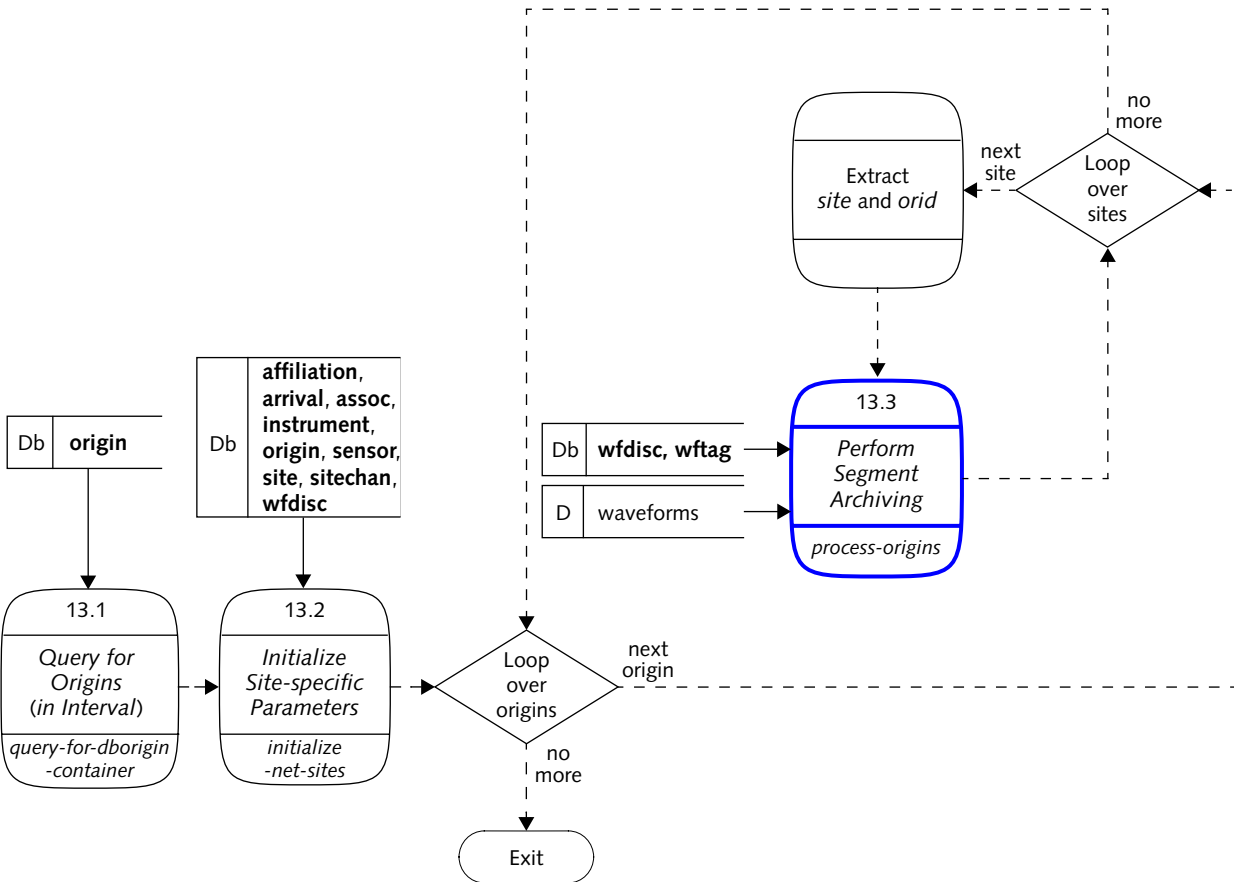 no
more
next
site
Loop
over
sites
Extract
site and orid
affiliation,
arrival, assoc,
instrument,
origin, sensor,
site, sitechan,
wfdisc
Db
Db
origin
13.3
Perform
Segment
Archiving
process-origins
Db
wfdisc, wftag
D
waveforms
13.1
Query for
Origins
(in Interval)
query-for-dborigin
-container
13.2
Initialize
Site-specific
Parameters
initialize
-net-sites
Loop
over
origins
next
origin
no
more
Exit